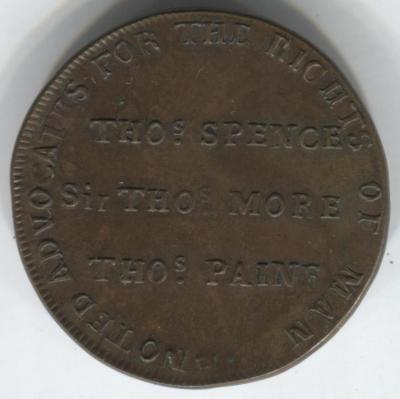 NOTED ADVOCATES FOR THE RIGHTS OF MAN
THOS. SPENCE
Sir THOS. MORE
THOS. PAINE